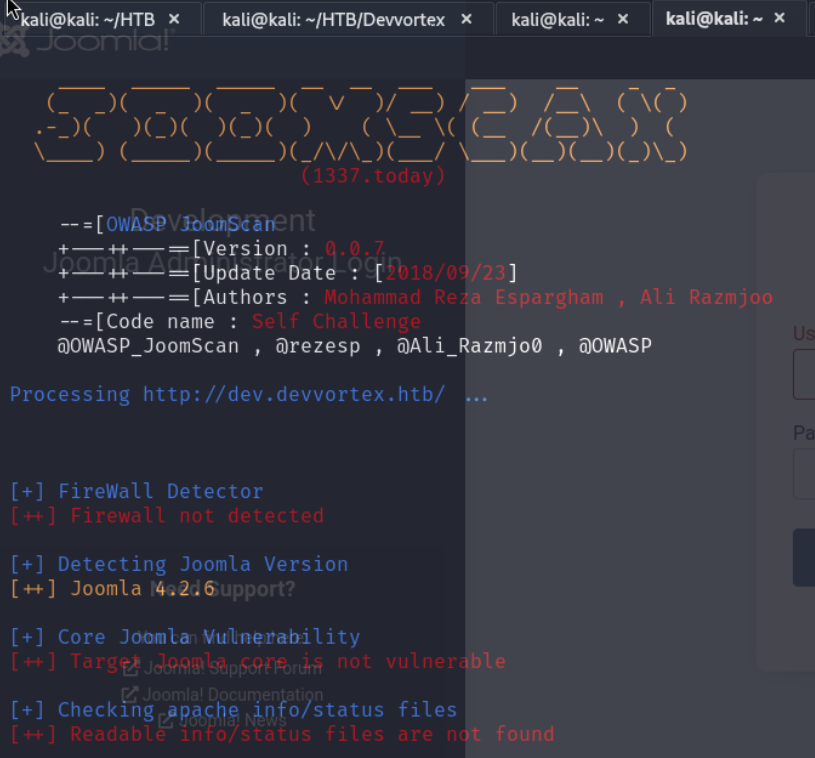 kali@kali: ~/HTB × kali@kali: ~/HTB/Devvortex × kali@kali: ~ × kali@kali: ~ ×
Joomla!®
JOOMSCAN
(1337.today)
Development
--=[OWASP JoomScan
+---++---==[Version : 0.0.7
Joomla Administrator Login
+---++---==[Update Date : [2018/09/23]
+---++---==[Authors : Mohammad Reza Espargham , Ali Razmjoo
--=[Code name : Self Challenge
@OWASP_JoomScan , @rezesp , @Ali_Razmjo0 , @OWASP
Us
Processing http://dev.devvortex.htb/ ...
Pa
[+] FireWall Detector
[++] Firewall not detected
[+] Detecting Joomla Version
[++] Joomla 4.2.6
Need Support?
[+] Core Joomla Vulnerability
[++] Target Joomla core is not vulnerable
Joomla! Support Forum
Joomla! Documentation
[+] Checking apache info/status files
Joomla! News
[++] Readable info/status files are not found